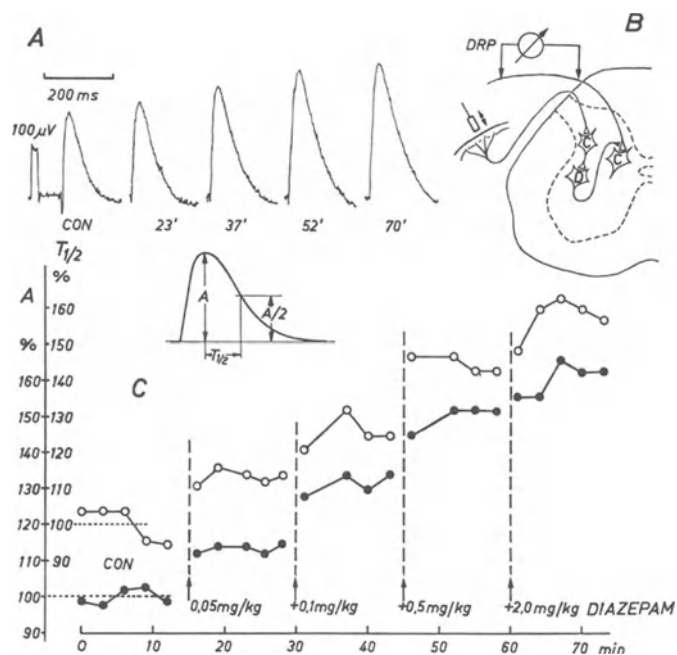 A
200 ms
100 µV
CON 23' 37' 52' 70'
DRP
B
C
D
C
T1/2
%
A
%
160
150
140
130
120
110
100
90
160
150
140
130
120
110
100
90
A
A/2
T1/2
C
CON
0,05mg/kg +0,1mg/kg +0,5mg/kg +2,0mg/kg DIAZEPAM
0 10 20 30 40 50 60 70 min